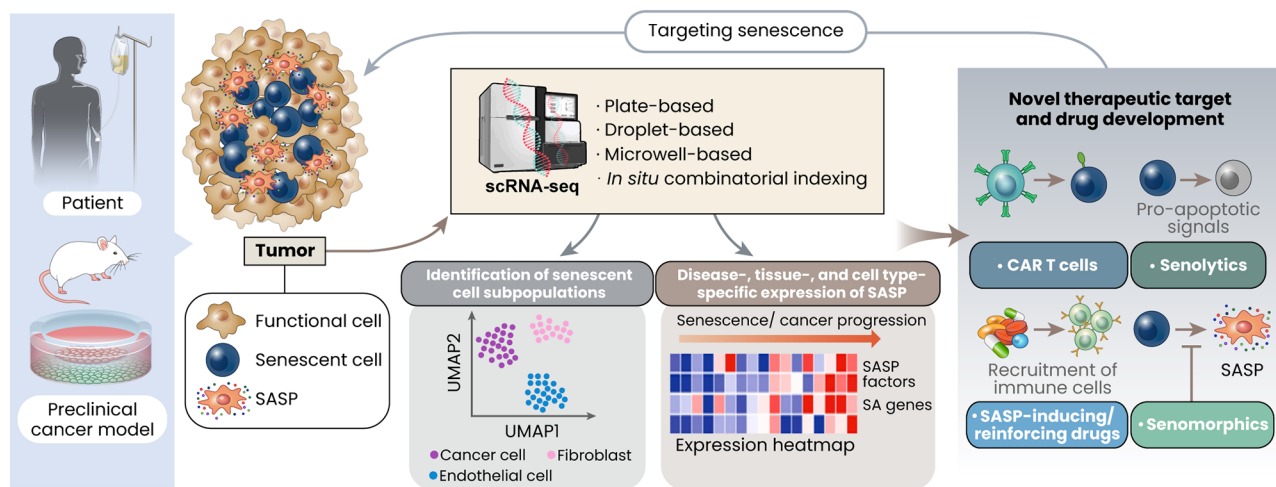 Targeting senescence
Patient
Preclinical
cancer model
Tumor
Functional cell
Senescent cell
SASP
scRNA-seq
· Plate-based
· Droplet-based
· Microwell-based
· In situ combinatorial indexing
Identification of senescent
cell subpopulations
UMAP2
UMAP1
Cancer cell
Fibroblast
Endothelial cell
Disease-, tissue-, and cell type-
specific expression of SASP
Senescence/ cancer progression
SASP
factors
SA genes
Expression heatmap
Novel therapeutic target
and drug development
Pro-apoptotic
signals
• CAR T cells
• Senolytics
Recruitment of
immune cells
SASP
• SASP-inducing/
reinforcing drugs
• Senomorphics